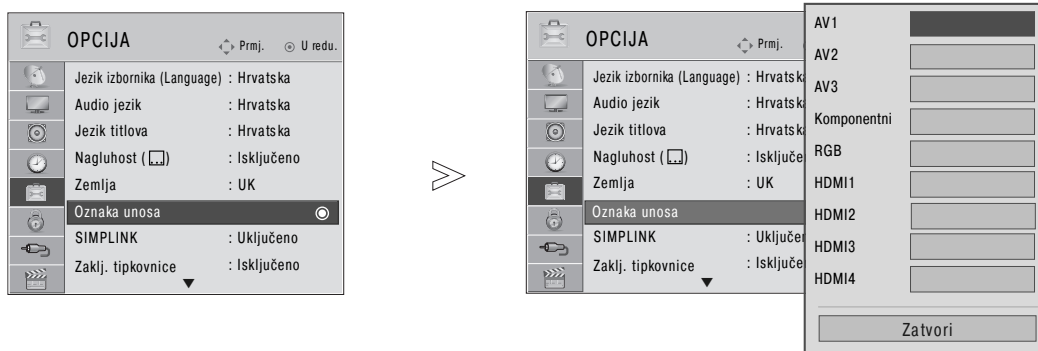 OPCIJA
Prmj. U redu.
Jezik izbornika (Language) : Hrvatska
Audio jezik : Hrvatska
Jezik titlova : Hrvatska
Nagluhost ( ) : Isključeno
Zemlja : UK
Oznaka unosa
SIMPLINK : Uključeno
Zaklj. tipkovnice : Isključeno
OPCIJA
Prmj.
Jezik izbornika (Language) : Hrvatsk
Audio jezik : Hrvatsk
Jezik titlova : Hrvatsk
Nagluhost ( ) : Isključe
Zemlja : UK
Oznaka unosa
SIMPLINK : Uključe
Zaklj. tipkovnice : Isključe
AV1
AV2
AV3
Komponentni
RGB
HDMI1
HDMI2
HDMI3
HDMI4
Zatvori